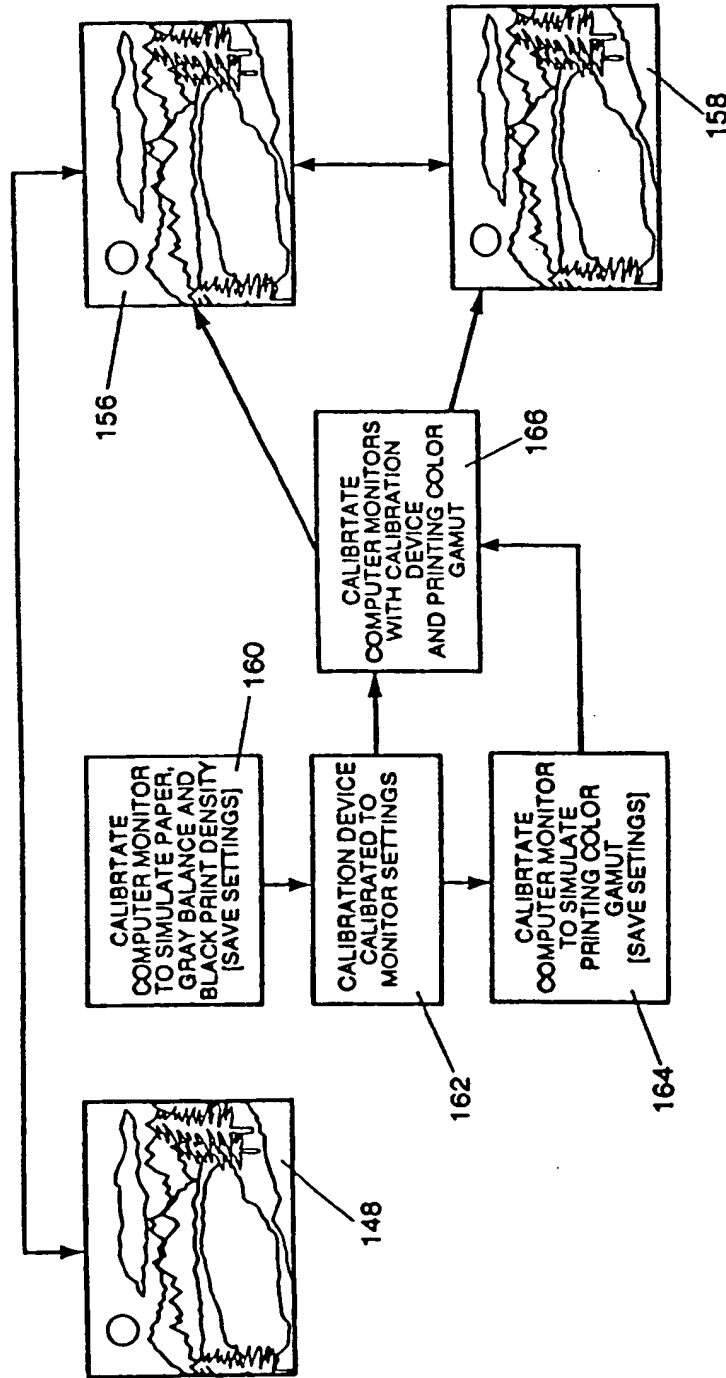 148
CALIBRTATE
COMPUTER MONITOR
TO SIMULATE PAPER,
GRAY BALANCE AND
BLACK PRINT DENSITY
[SAVE SETTINGS]
160
CALIBRATION DEVICE
CALIBRATED TO
MONITOR SETTINGS
162
CALIBRTATE
COMPUTER MONITOR
TO SIMULATE
PRINTING COLOR
GAMUT
[SAVE SETINGS]
164
CALIBRTATE
COMPUTER MONITORS
WITH CALIBRATION
DEVICE
AND PRINTING COLOR
GAMUT
166
156
158